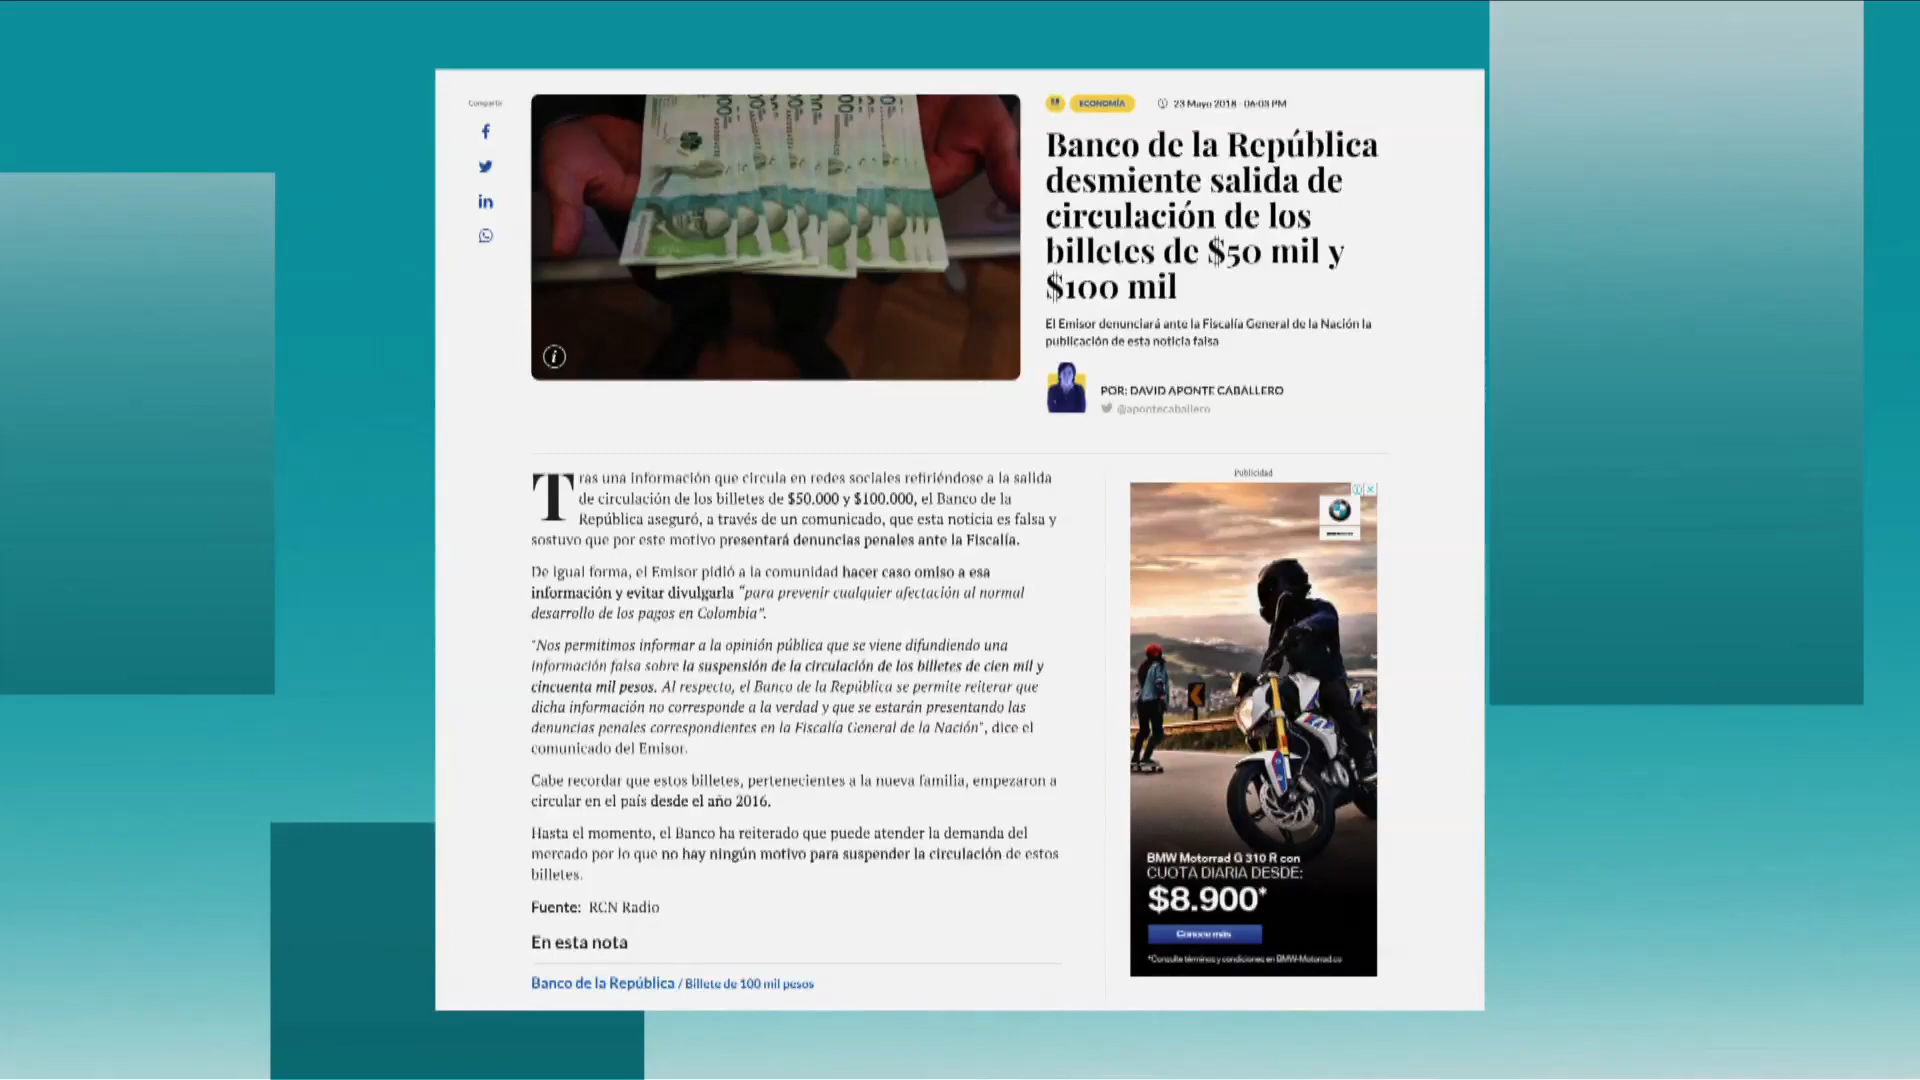 Comparte
ECONOMÍA
23 Mayo 2018 - 06:03 PM
Banco de la República
desmiente salida de
circulación de los
billetes de $50 mil y
$100 mil
El Emisor denunciará ante la Fiscalía General de la Nación la
publicación de esta noticia falsa
POR: DAVID APONTE CABALLERO
@apontecaballero
Tras una información que circula en redes sociales refiriéndose a la salida
de circulación de los billetes de $50.000 y $100.000, el Banco de la
República aseguró, a través de un comunicado, que esta noticia es falsa y
sostuvo que por este motivo presentará denuncias penales ante la Fiscalía.
De igual forma, el Emisor pidió a la comunidad hacer caso omiso a esa
información y evitar divulgarla "para prevenir cualquier afectación al normal
desarrollo de los pagos en Colombia".
"Nos permitimos informar a la opinión pública que se viene difundiendo una
información falsa sobre la suspensión de la circulación de los billetes de cien mil y
cincuenta mil pesos. Al respecto, el Banco de la República se permite reiterar que
dicha información no corresponde a la verdad y que se estarán presentando las
denuncias penales correspondientes en la Fiscalía General de la Nación", dice el
comunicado del Emisor.
Cabe recordar que estos billetes, pertenecientes a la nueva familia, empezaron a
circular en el país desde el año 2016.
Hasta el momento, el Banco ha reiterado que puede atender la demanda del
mercado por lo que no hay ningún motivo para suspender la circulación de estos
billetes.
Fuente: RCN Radio
En esta nota
Banco de la República / Billete de 100 mil pesos
Publicidad
BMW Motorrad G 310 R con
CUOTA DIARIA DESDE:
$8.900*
Conoce más
*Consulte términos y condiciones en BMW-Motorrad.co